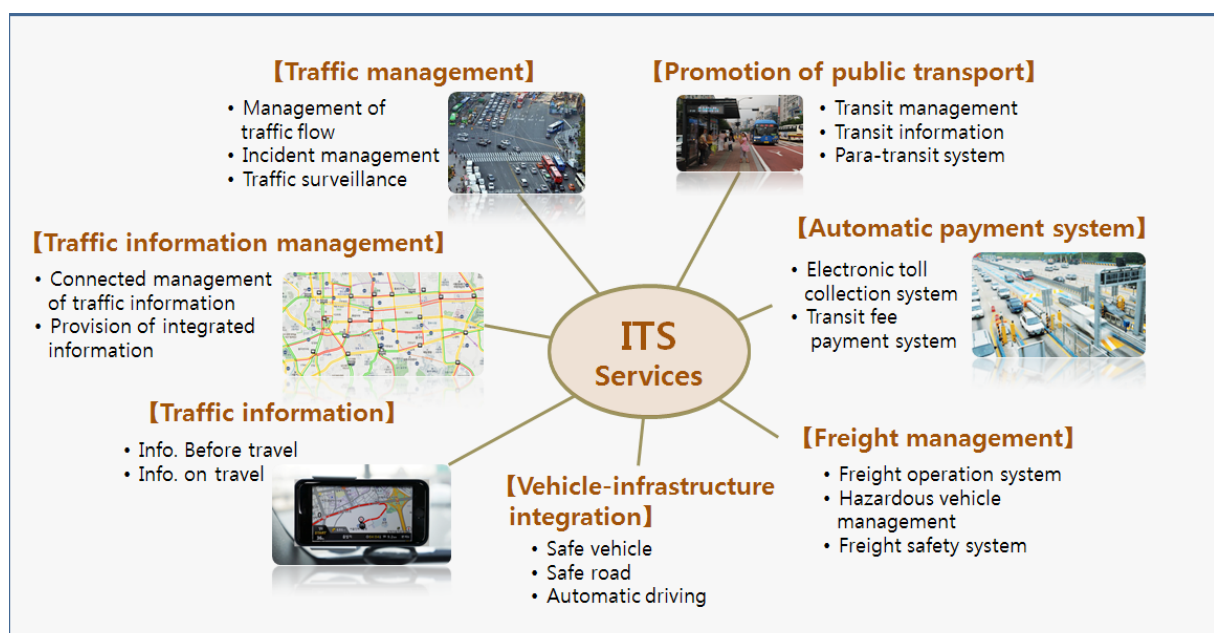 【Traffic management】
• Management of
traffic flow
• Incident management
• Traffic surveillance
【Promotion of public transport】
• Transit management
• Transit information
• Para-transit system
【Traffic information management】
• Connected management
of traffic information
• Provision of integrated
information
【Automatic payment system】
• Electronic toll
collection system
• Transit fee
payment system
ITS
Services
【Traffic information】
• Info. Before travel
• Info. on travel
【Vehicle-infrastructure
integration】
• Safe vehicle
• Safe road
• Automatic driving
【Freight management】
• Freight operation system
• Hazardous vehicle
management
• Freight safety system